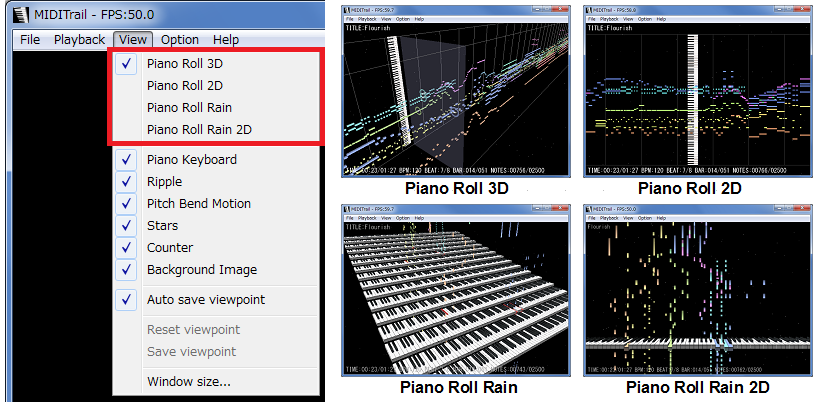 MIDITrail - FPS:50.0
File Playback View Option Help
Piano Roll 3D
Piano Roll 2D
Piano Roll Rain
Piano Roll Rain 2D
Piano Keyboard
Ripple
Pitch Bend Motion
Stars
Counter
Background Image
Auto save viewpoint
Reset viewpoint
Save viewpoint
Window size...
MIDITrail - FPS:59.7
File Playback View Option Help
TITLE:Flourish
TIME:00:23/01:27 BPM:120 BEAT:7/8 BAR:014/051 NOTES:00756/02500
Piano Roll 3D
MIDITrail - FPS:59.8
File Playback View Option Help
TITLE:Flourish
TIME:00:23/01:27 BPM:120 BEAT:7/8 BAR:014/051 NOTES:00766/02500
Piano Roll 2D
MIDITrail - FPS:59.7
File Playback View Option Help
TITLE:Flourish
TIME:00:23/01:27 BPM:120 BEAT:7/8 BAR:014/051 NOTES:00743/02500
Piano Roll Rain
MIDITrail - FPS:50.0
File Playback View Option Help
Flourish
TIME:00:23/01:27 BPM:120 BEAT:7/8 BAR:014/051 NOTES:00762/02500
Piano Roll Rain 2D